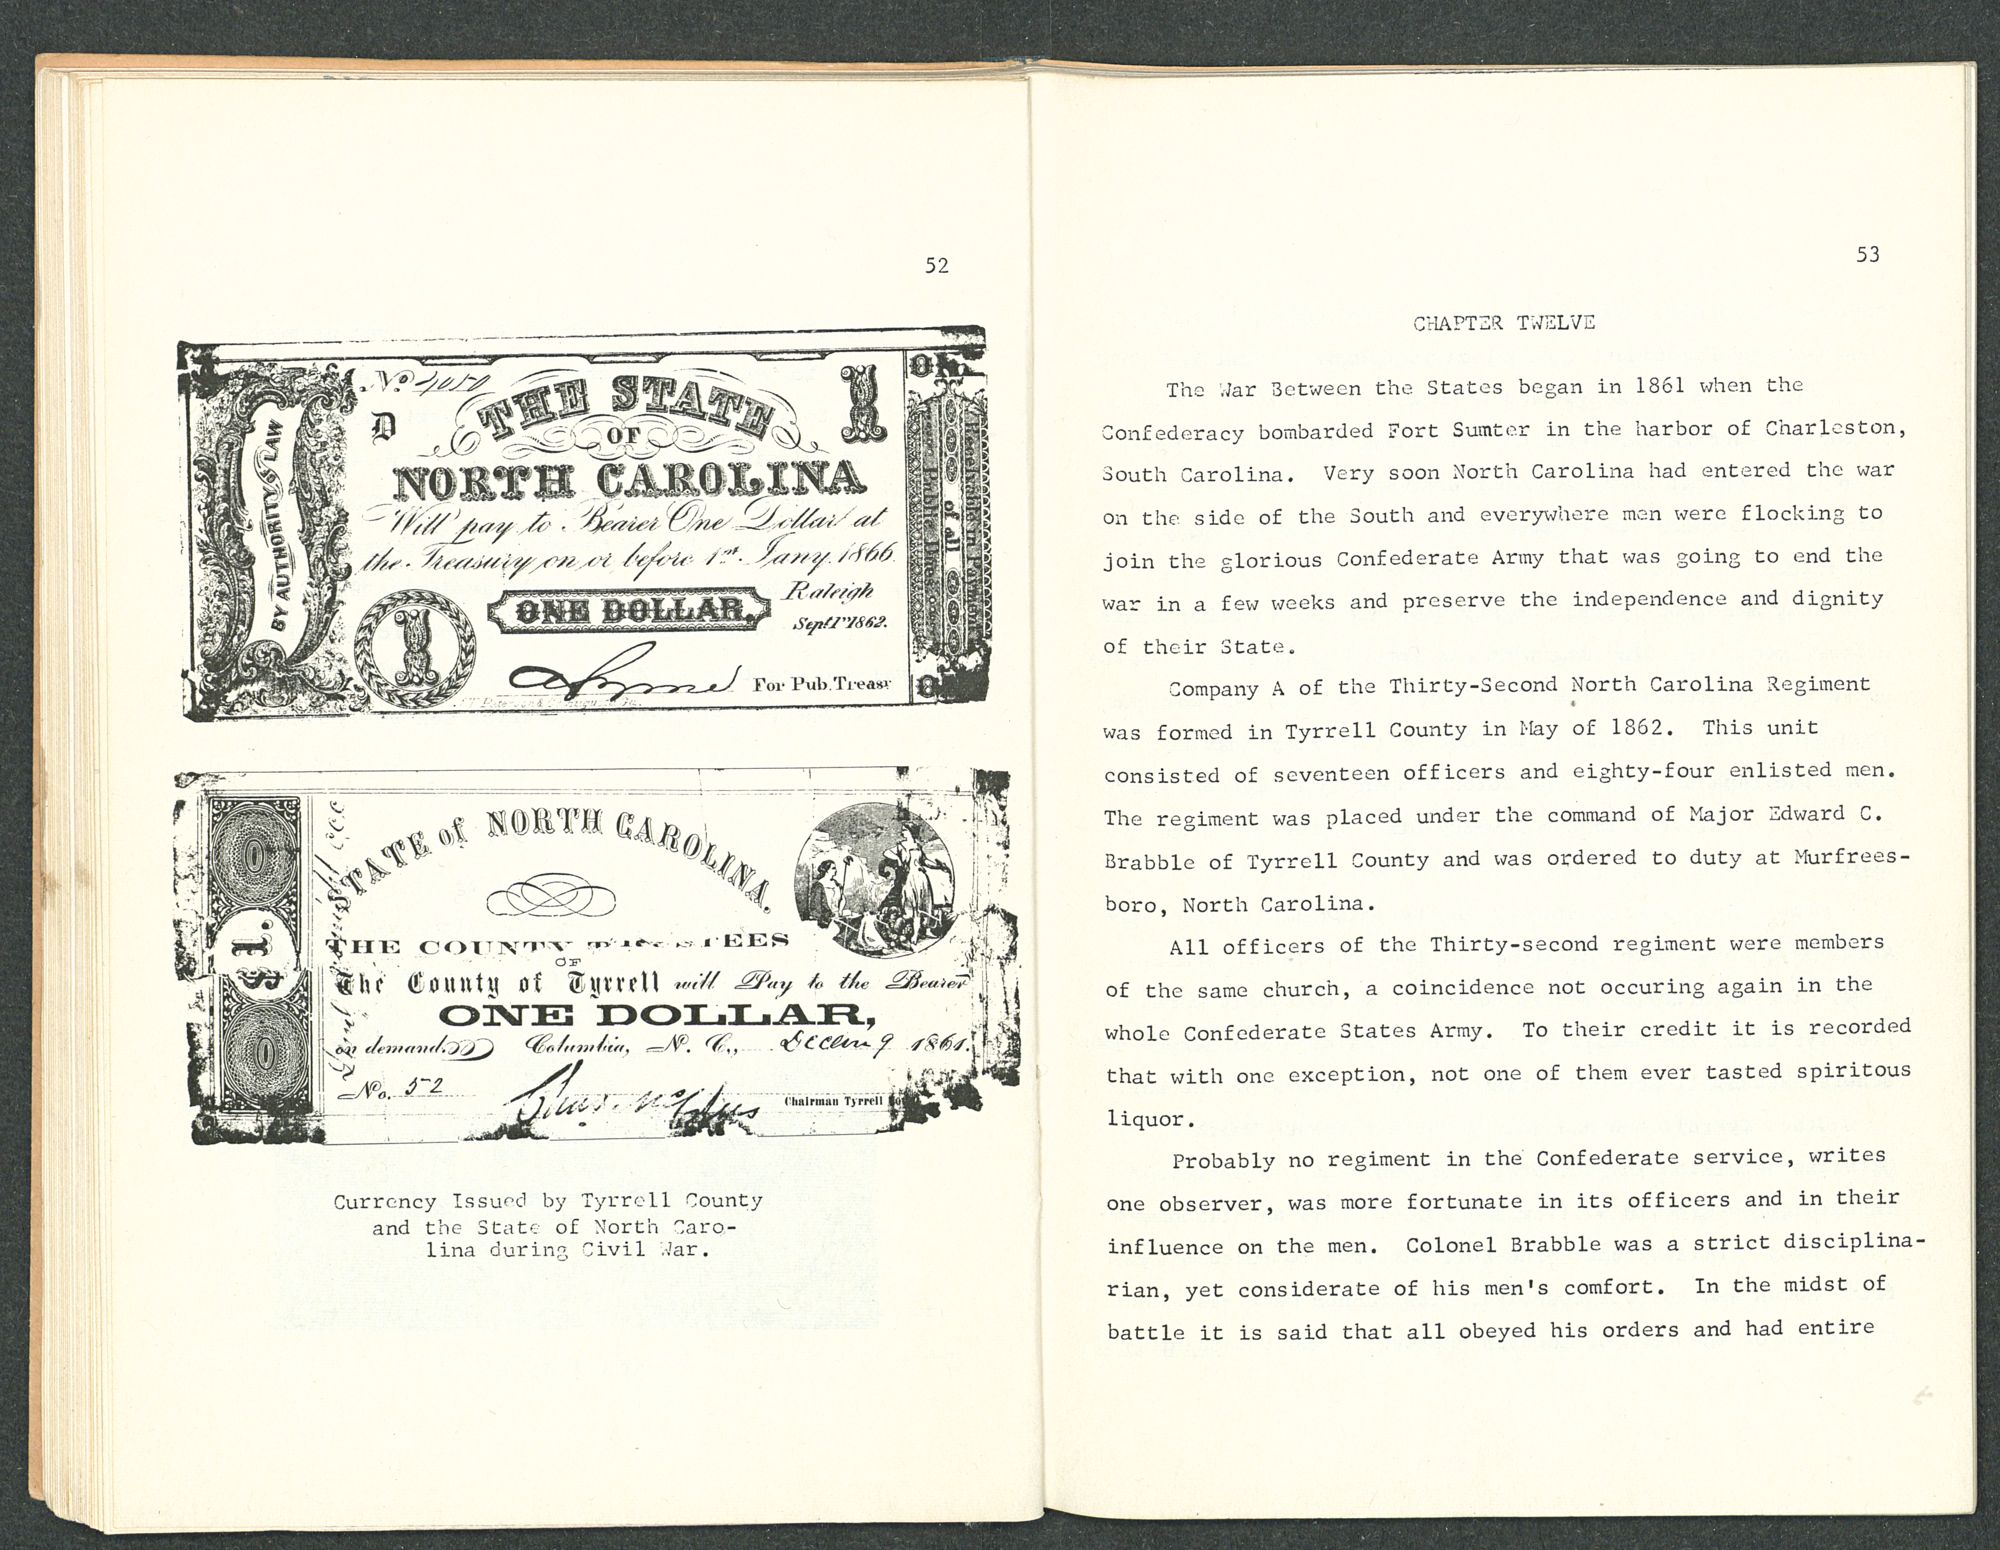 52
No 4050
D
THE STATE
OF
NORTH CAROLINA
1
Will pay to Bearer One Dollar at
the Treasury on or before 1st. Jany. 1866.
ONE DOLLAR.
Raleigh
Sept. 1st 1862.
For Pub. Treasr
BY AUTHORITY of LAW
1
of all
Public Dues
STATE of NORTH CAROLINA.
THE COUNTY TRUSTEES
OF
The County of Tyrrell will Pay to the Bearer
ONE DOLLAR,
on demand. Columbia, N. C., Decem 9 1861.
No. 52
Chairman Tyrrell
$1.
0
0
Currency Issued by Tyrrell County
and the State of North Caro-
lina during Civil War.
53
CHAPTER TWELVE
The War Between the States began in 1861 when the
Confederacy bombarded Fort Sumter in the harbor of Charleston,
South Carolina. Very soon North Carolina had entered the war
on the side of the South and everywhere men were flocking to
join the glorious Confederate Army that was going to end the
war in a few weeks and preserve the independence and dignity
of their State.
Company A of the Thirty-Second North Carolina Regiment
was formed in Tyrrell County in May of 1862. This unit
consisted of seventeen officers and eighty-four enlisted men.
The regiment was placed under the command of Major Edward C.
Brabble of Tyrrell County and was ordered to duty at Murfrees-
boro, North Carolina.
All officers of the Thirty-second regiment were members
of the same church, a coincidence not occuring again in the
whole Confederate States Army. To their credit it is recorded
that with one exception, not one of them ever tasted spiritous
liquor.
Probably no regiment in the Confederate service, writes
one observer, was more fortunate in its officers and in their
influence on the men. Colonel Brabble was a strict disciplina-
rian, yet considerate of his men's comfort. In the midst of
battle it is said that all obeyed his orders and had entire